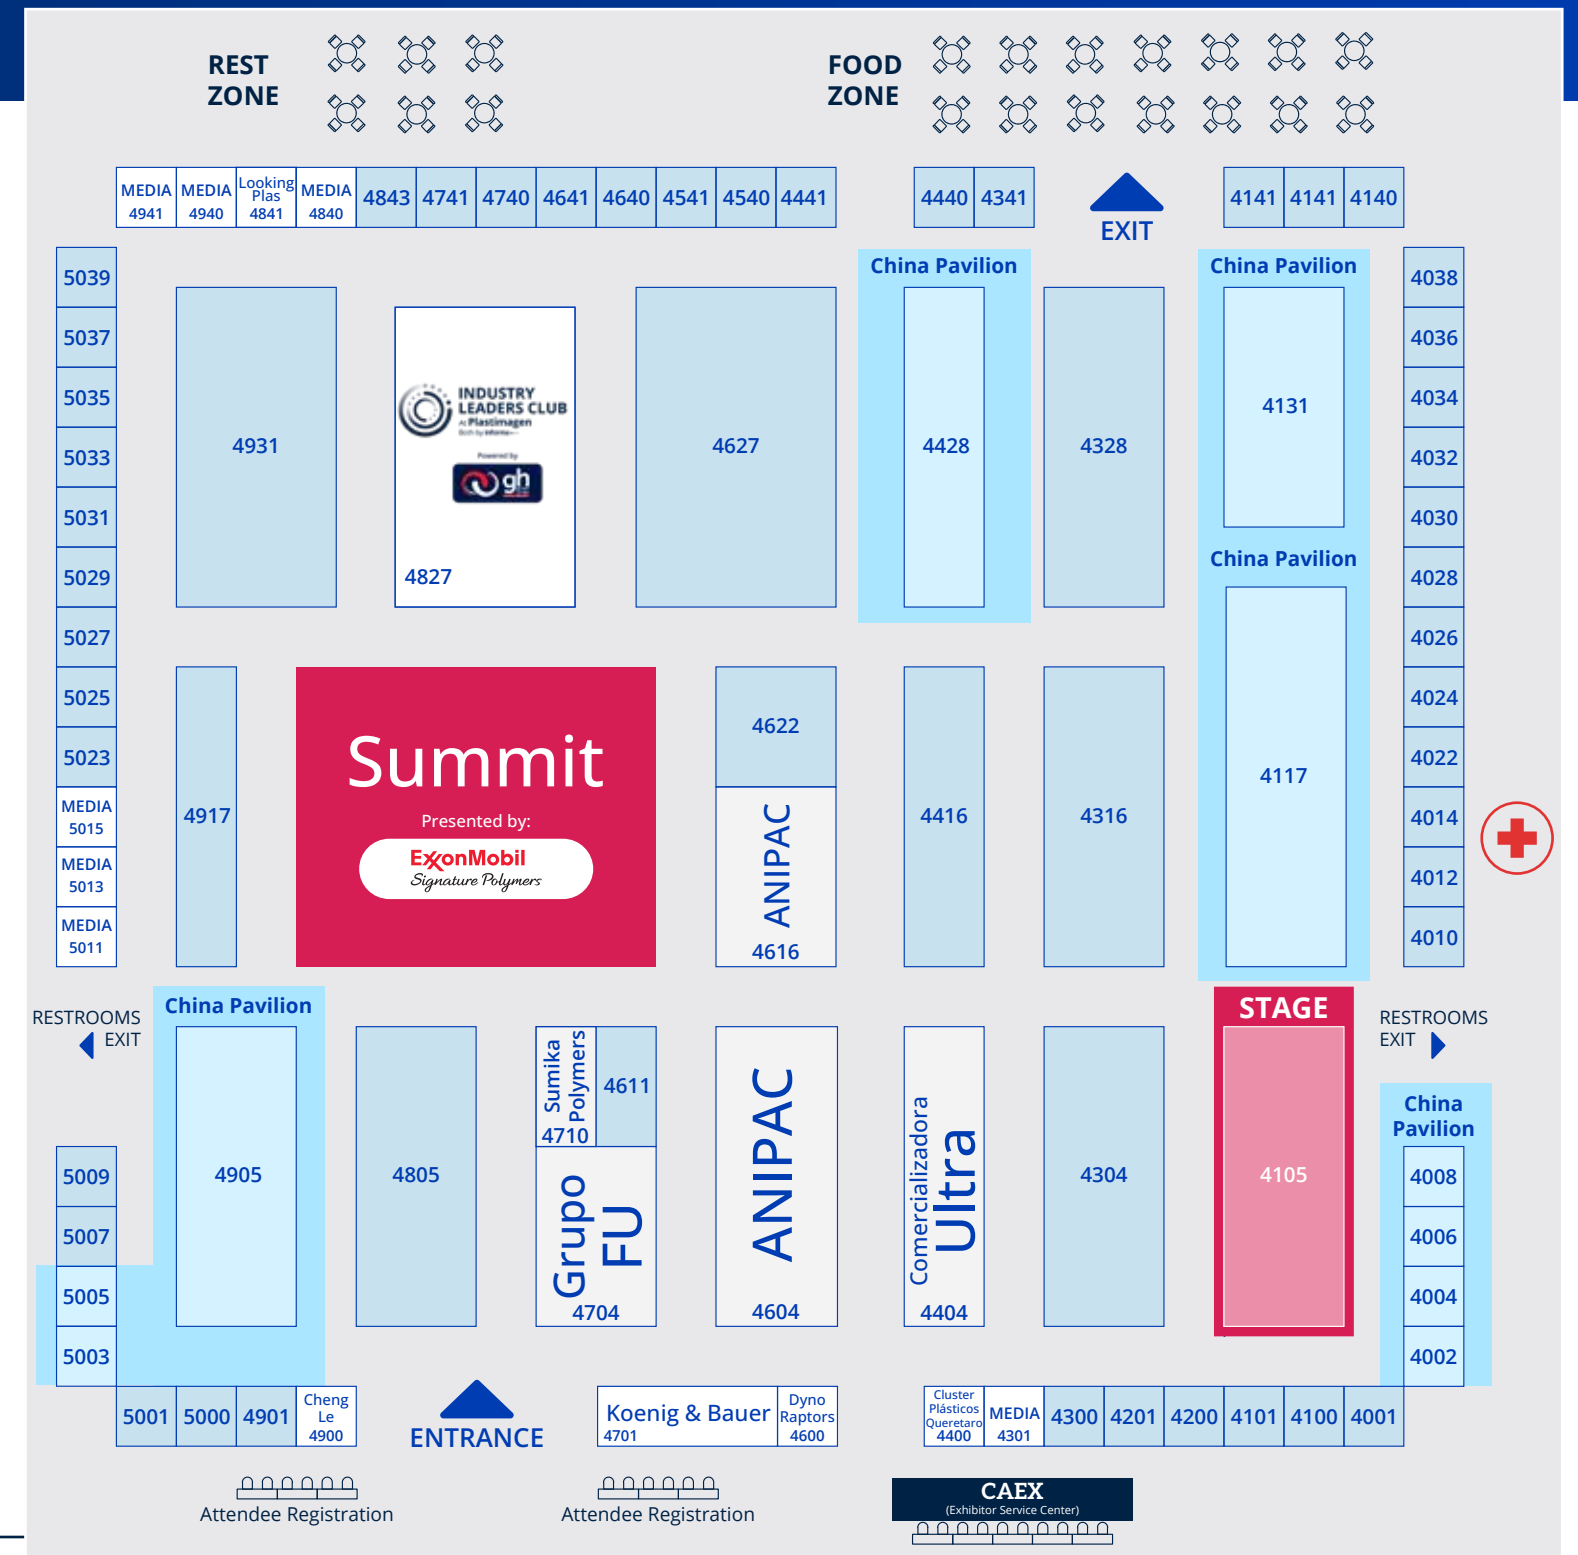 REST
ZONE
FOOD
ZONE
MEDIA
4941
MEDIA
4940
Looking
Plas
4841
MEDIA
4840
4843
4741
4740
4641
4640
4541
4540
4441
4440
4341
EXIT
4141
4141
4140
5039
5037
5035
5033
5031
5029
5027
5025
5023
MEDIA
5015
MEDIA
5013
MEDIA
5011
4931
INDUSTRY
LEADERS CLUB
At Plastimagen
Powered by
gh
4827
4627
China Pavilion
4428
4328
China Pavilion
4131
China Pavilion
4117
4038
4036
4034
4032
4030
4028
4026
4024
4022
4014
4012
4010
4917
Summit
Presented by:
ExxonMobil
Signature Polymers
4622
ANIPAC
4616
4416
4316
RESTROOMS
EXIT
China Pavilion
4905
4805
Sumika
Polymers
4710
4611
Grupo
FU
4704
ANIPAC
4604
Comercializadora
Ultra
4404
4304
STAGE
4105
RESTROOMS
EXIT
China
Pavilion
4008
4006
4004
4002
5009
5007
5005
5003
5001
5000
4901
Cheng
Le
4900
ENTRANCE
Koenig & Bauer
4701
Dyno
Raptors
4600
Cluster
Plásticos
Queretaro
4400
MEDIA
4301
4300
4201
4200
4101
4100
4001
Attendee Registration
Attendee Registration
CAEX
(Exhibitor Service Center)